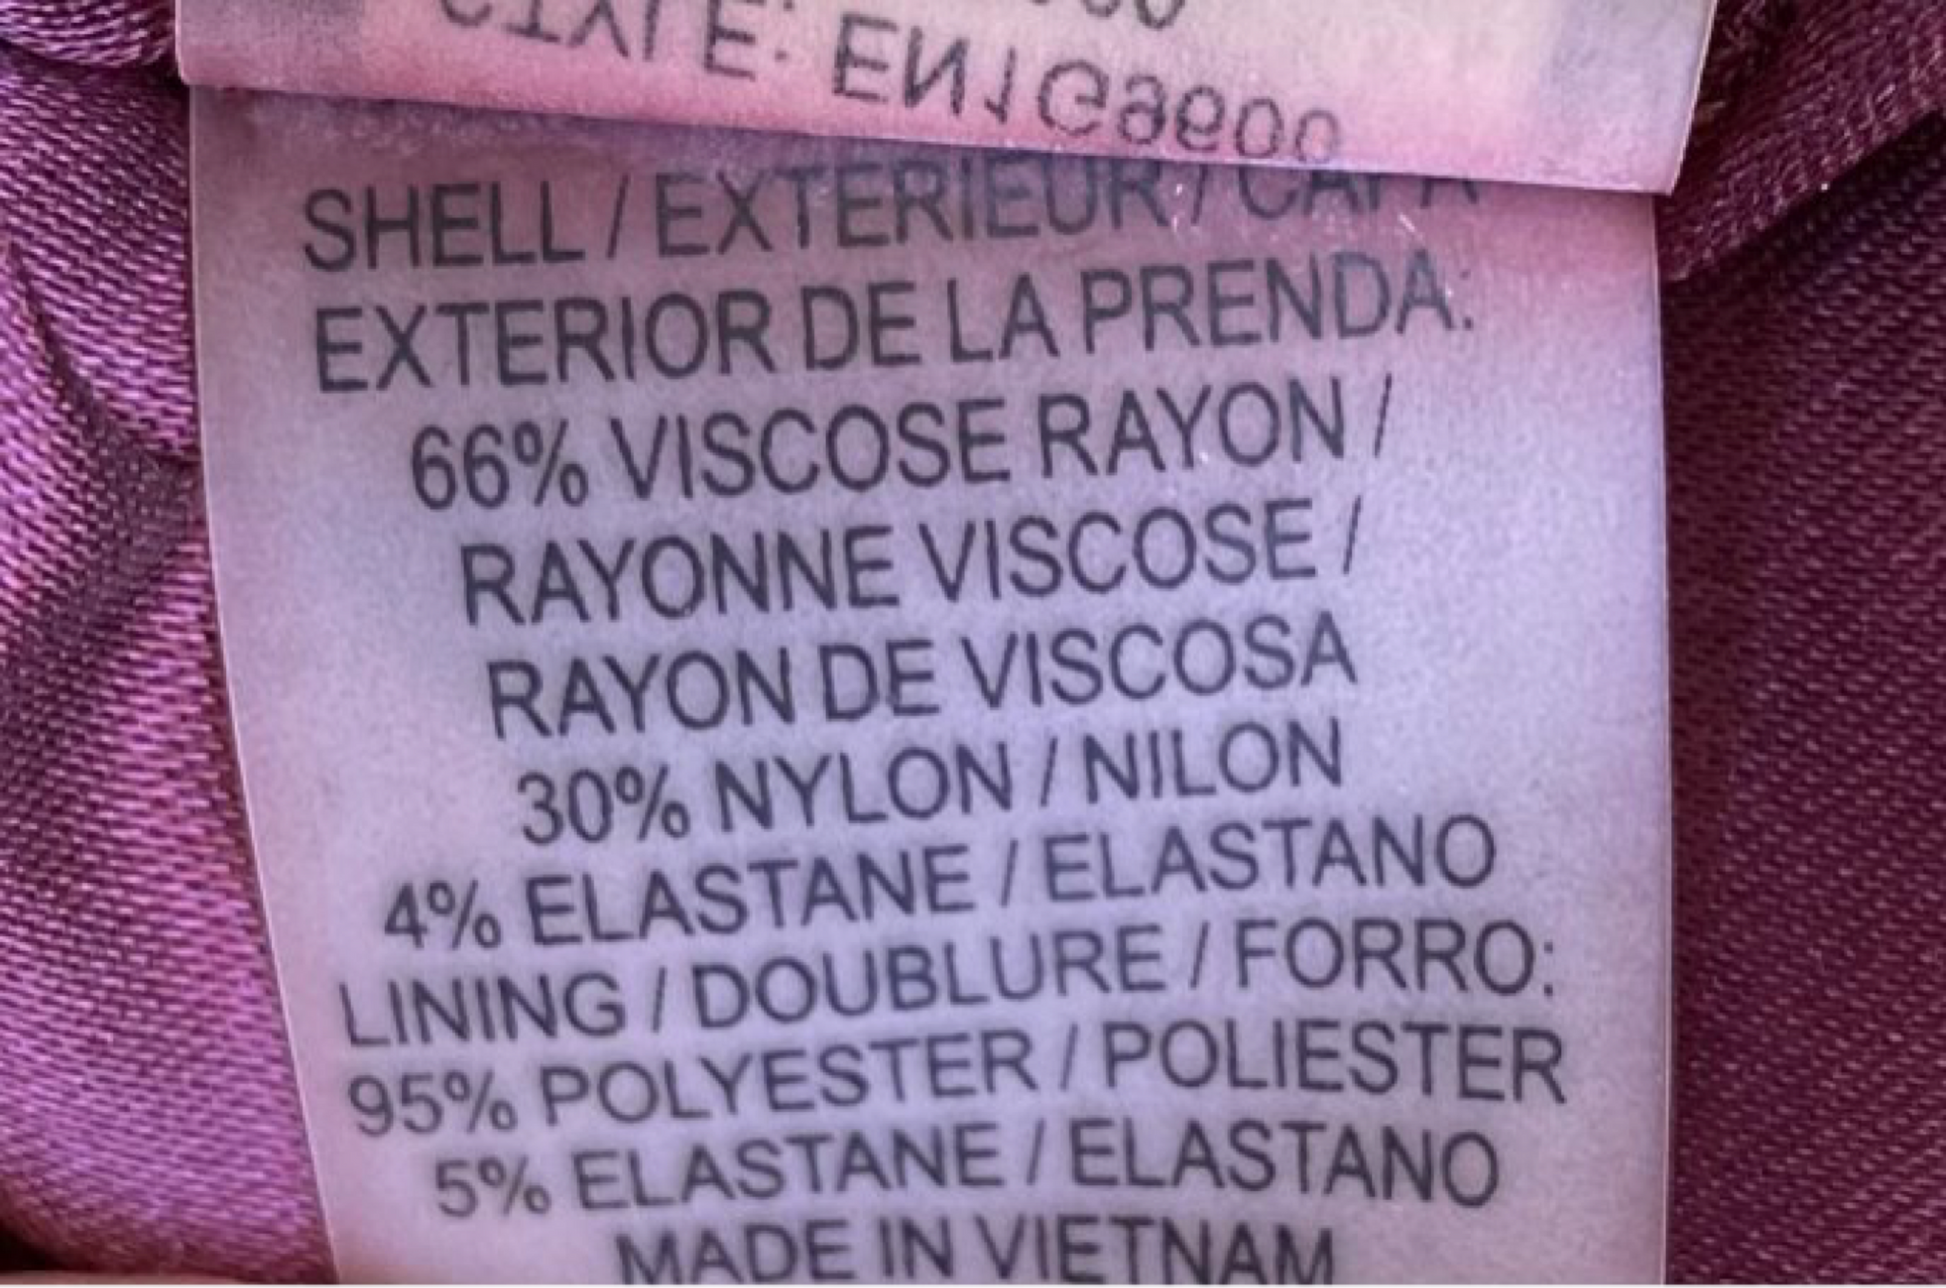 SHELL / EXTERIEUR / CAPA
EXTERIOR DE LA PRENDA:
66% VISCOSE RAYON /
RAYONNE VISCOSE /
RAYON DE VISCOSA
30% NYLON / NILON
4% ELASTANE / ELASTANO
LINING / DOUBLURE / FORRO:
95% POLYESTER / POLIESTER
5% ELASTANE / ELASTANO
MADE IN VIETNAM